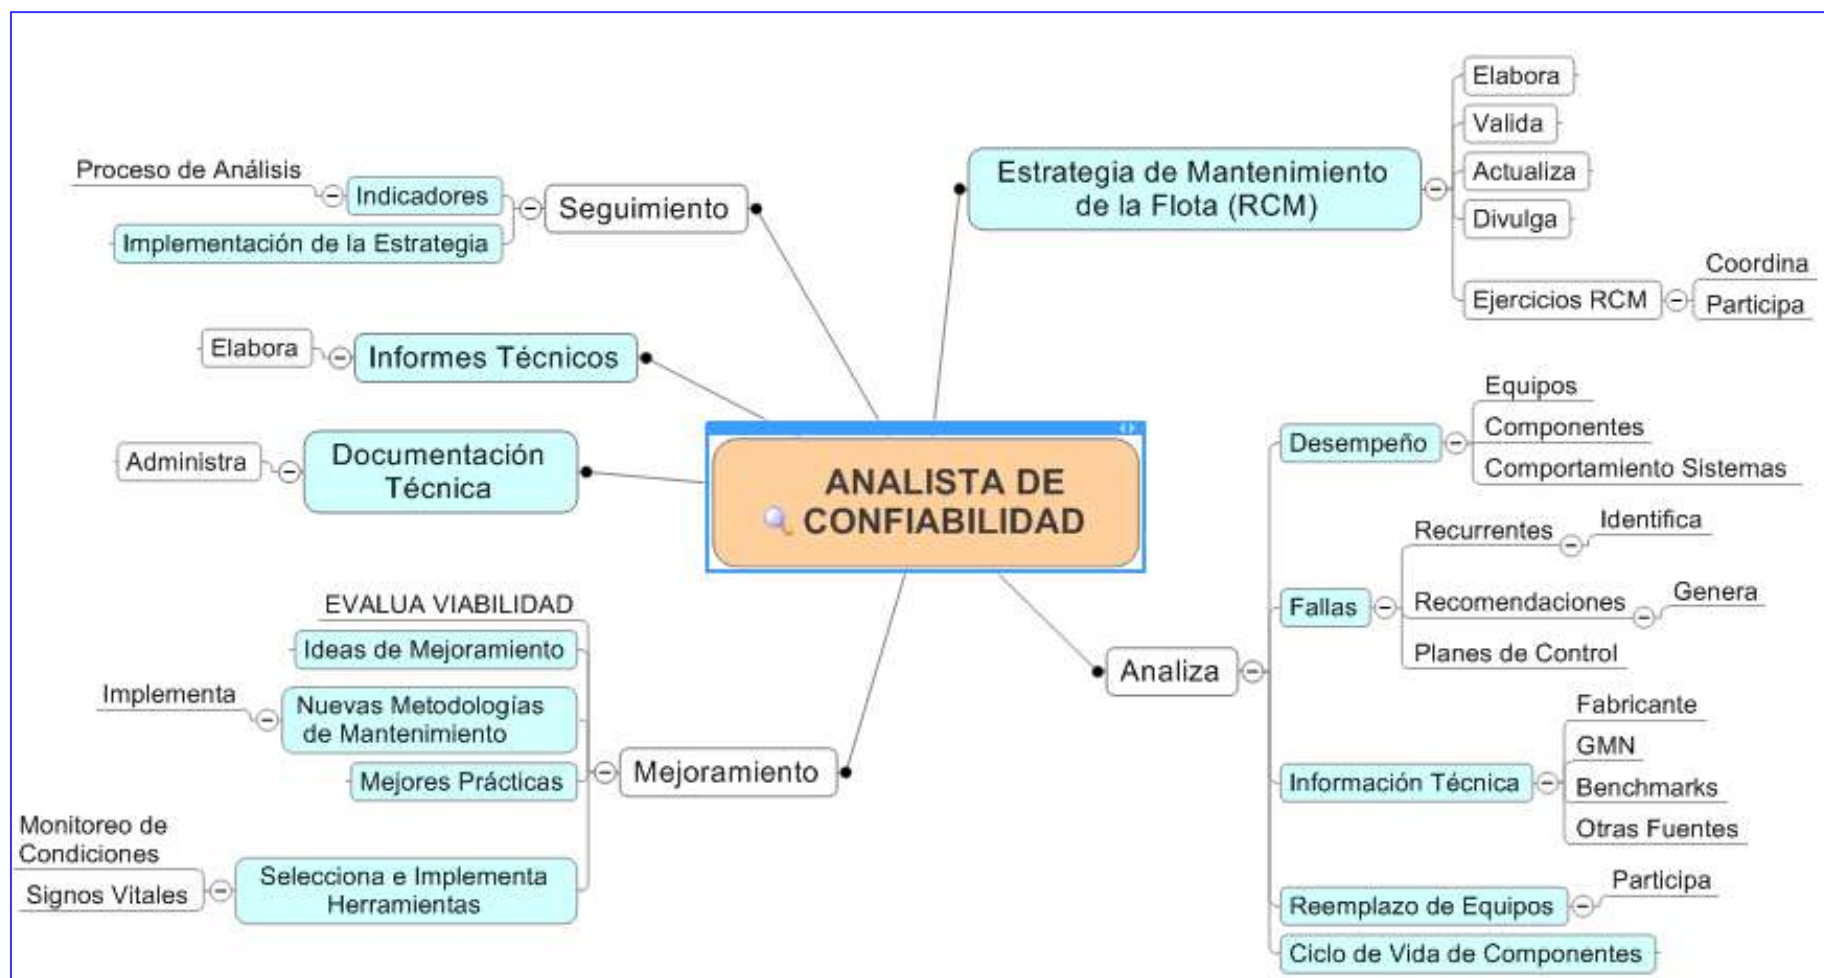 Proceso de Análisis
Indicadores
Implementación de la Estrategia
Seguimiento
Elabora
Informes Técnicos
Administra
Documentación
Técnica
ANALISTA DE
CONFIABILIDAD
EVALUA VIABILIDAD
Ideas de Mejoramiento
Implementa
Nuevas Metodologías
de Mantenimiento
Mejores Prácticas
Monitoreo de
Condiciones
Signos Vitales
Selecciona e Implementa
Herramientas
Mejoramiento
Estrategia de Mantenimiento
de la Flota (RCM)
Elabora
Valida
Actualiza
Divulga
Ejercicios RCM
Coordina
Participa
Analiza
Desempeño
Equipos
Componentes
Comportamiento Sistemas
Fallas
Recurrentes
Identifica
Recomendaciones
Genera
Planes de Control
Información Técnica
Fabricante
GMN
Benchmarks
Otras Fuentes
Reemplazo de Equipos
Participa
Ciclo de Vida de Componentes